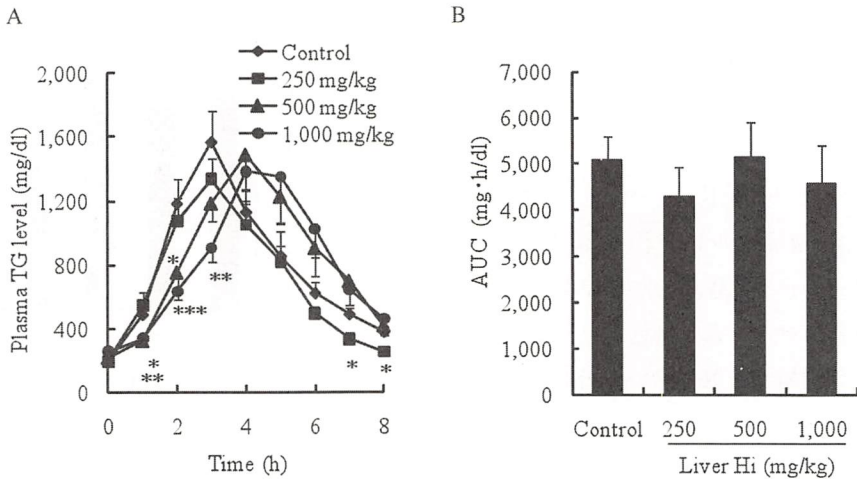 A
Control
250 mg/kg
500 mg/kg
1,000 mg/kg
Plasma TG level (mg/dl)
2,000
1,600
1,200
800
400
0
*
**
***
*
**
*
*
0 2 4 6 8
Time (h)
B
AUC (mg·h/dl)
7,000
6,000
5,000
4,000
3,000
2,000
1,000
0
Control 250 500 1,000
Liver Hi (mg/kg)